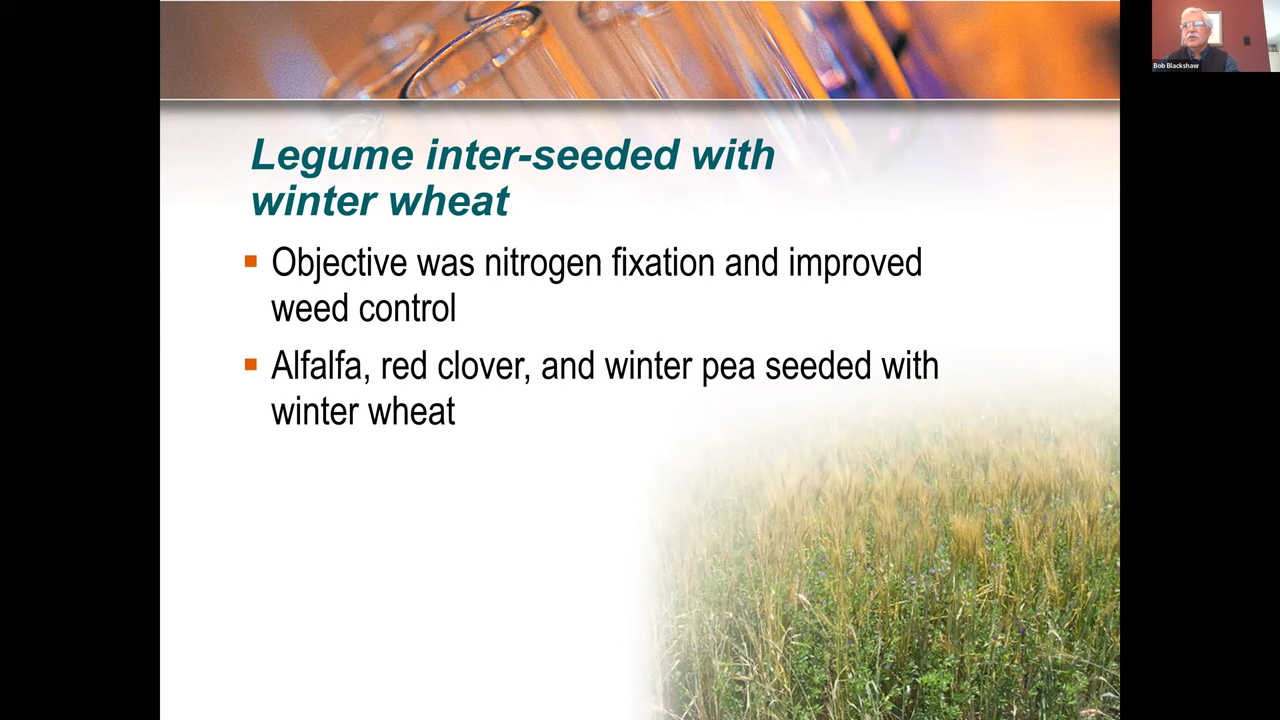 Bob Blackshaw
Legume inter-seeded with
winter wheat
Objective was nitrogen fixation and improved
weed control
Alfalfa, red clover, and winter pea seeded with
winter wheat